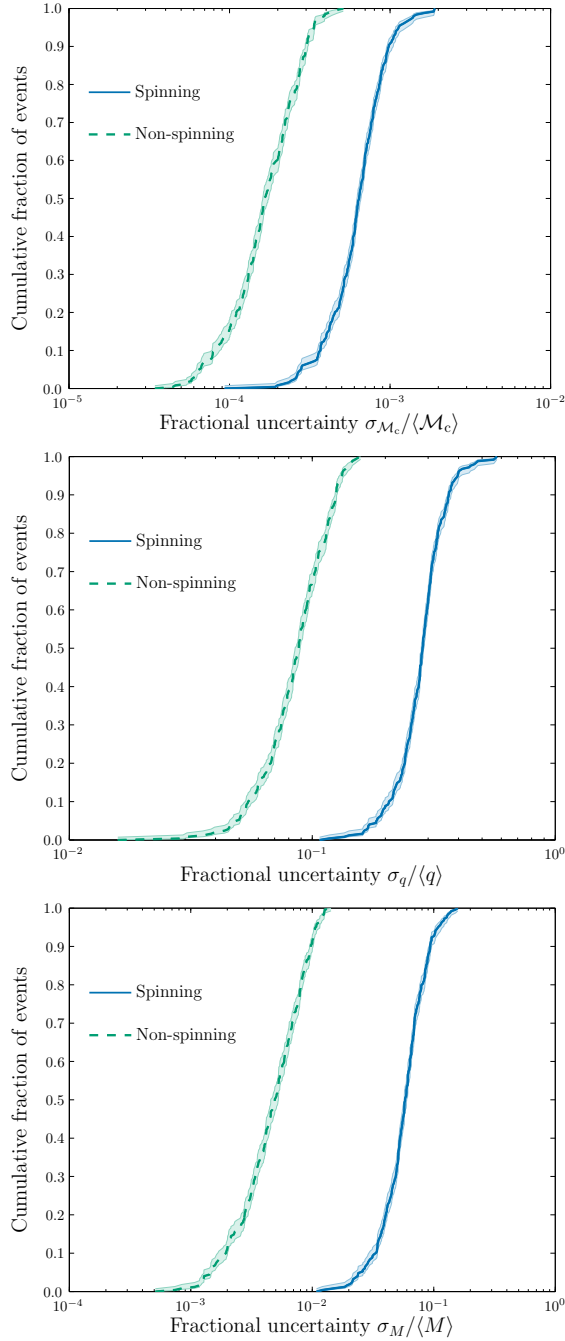 1.0
0.9
0.8
0.7
0.6
0.5
0.4
0.3
0.2
0.1
0.0
Cumulative fraction of events
Spinning
Non-spinning
10⁻⁵ 10⁻⁴ 10⁻³ 10⁻²
Fractional uncertainty σ_{ℳ_c}/⟨ℳ_c⟩
1.0
0.9
0.8
0.7
0.6
0.5
0.4
0.3
0.2
0.1
0.0
Cumulative fraction of events
Spinning
Non-spinning
10⁻² 10⁻¹ 10⁰
Fractional uncertainty σ_q/⟨q⟩
1.0
0.9
0.8
0.7
0.6
0.5
0.4
0.3
0.2
0.1
0.0
Cumulative fraction of events
Spinning
Non-spinning
10⁻⁴ 10⁻³ 10⁻² 10⁻¹ 10⁰
Fractional uncertainty σ_M/⟨M⟩